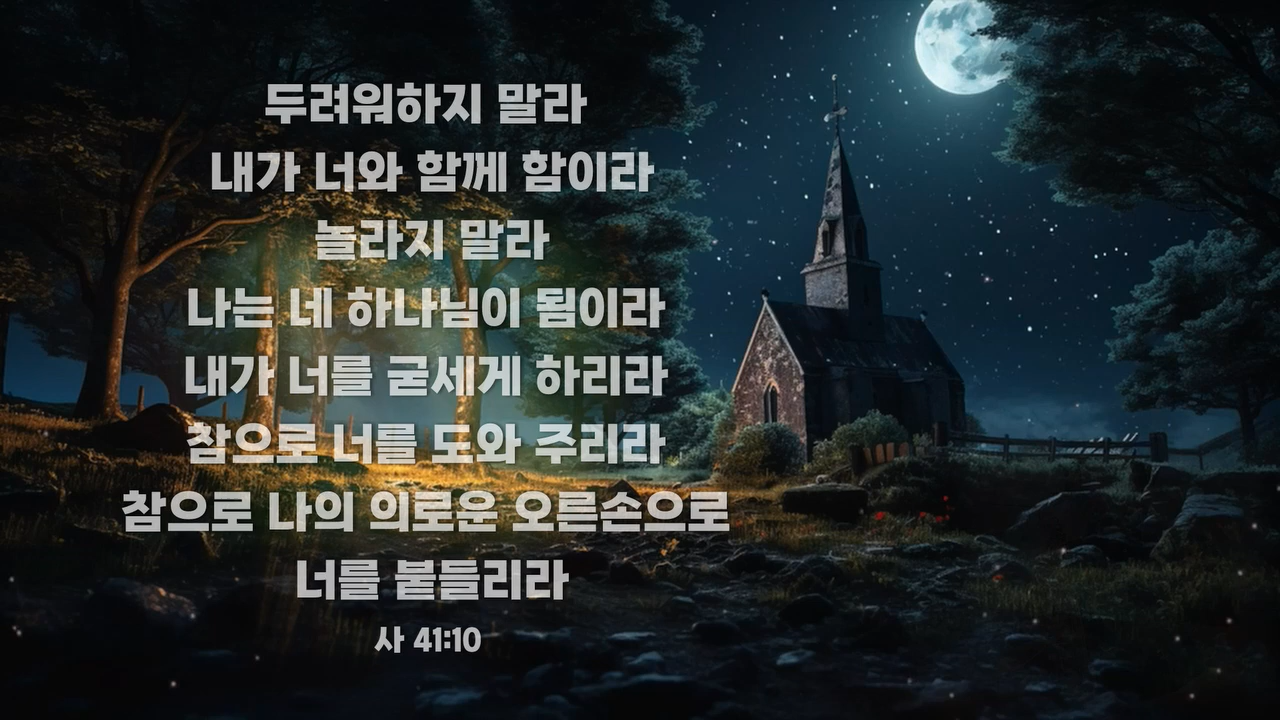 두려워하지 말라
내가 너와 함께 함이라
놀라지 말라
나는 네 하나님이 됨이라
내가 너를 굳세게 하리라
참으로 너를 도와 주리라
참으로 나의 의로운 오른손으로
너를 붙들리라
사 41:10